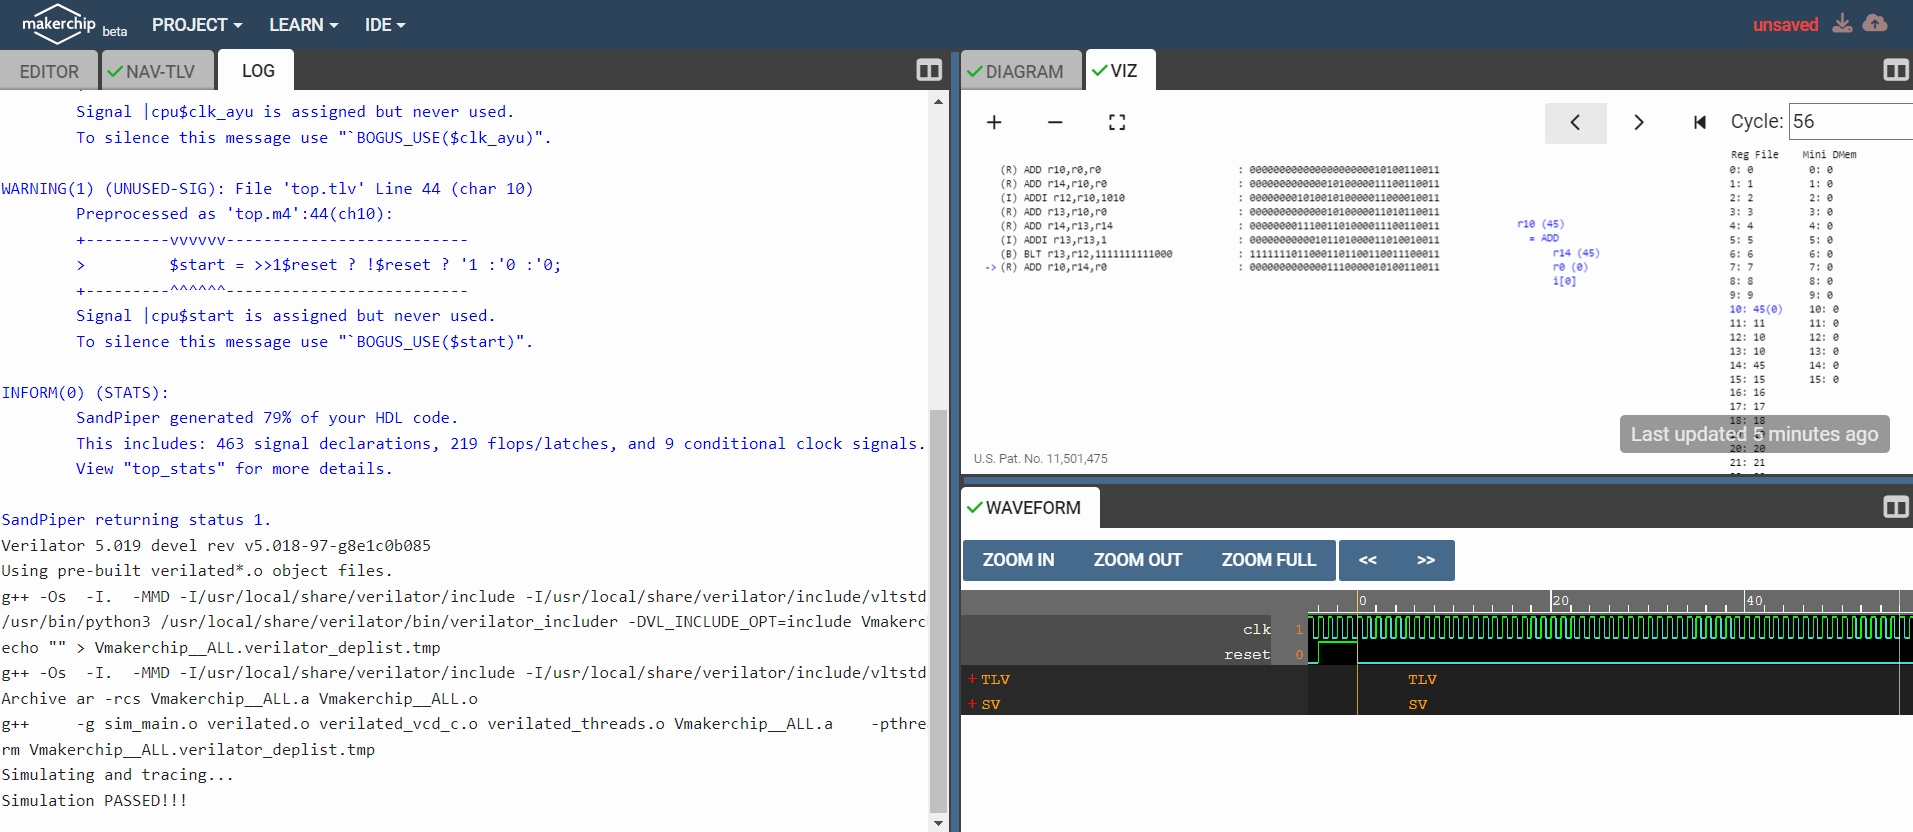 makerchip beta PROJECT LEARN IDE unsaved
EDITOR NAV-TLV LOG
Signal |cpu$clk_ayu is assigned but never used.
To silence this message use "`BOGUS_USE($clk_ayu)".
WARNING(1) (UNUSED-SIG): File 'top.tlv' Line 44 (char 10)
Preprocessed as 'top.m4':44(ch10):
+---------vvvvvv--------------------------
> $start = >>1$reset ? !$reset ? '1 :'0 :'0;
+---------^^^^^^--------------------------
Signal |cpu$start is assigned but never used.
To silence this message use "`BOGUS_USE($start)".
INFORM(0) (STATS):
SandPiper generated 79% of your HDL code.
This includes: 463 signal declarations, 219 flops/latches, and 9 conditional clock signals.
View "top_stats" for more details.
SandPiper returning status 1.
Verilator 5.019 devel rev v5.018-97-g8e1c0b085
Using pre-built verilated*.o object files.
g++ -Os -I. -MMD -I/usr/local/share/verilator/include -I/usr/local/share/verilator/include/vltstd
/usr/bin/python3 /usr/local/share/verilator/bin/verilator_includer -DVL_INCLUDE_OPT=include Vmakerc
echo "" > Vmakerchip__ALL.verilator_deplist.tmp
g++ -Os -I. -MMD -I/usr/local/share/verilator/include -I/usr/local/share/verilator/include/vltstd
Archive ar -rcs Vmakerchip__ALL.a Vmakerchip__ALL.o
g++ -g sim_main.o verilated.o verilated_vcd_c.o verilated_threads.o Vmakerchip__ALL.a -pthre
rm Vmakerchip__ALL.verilator_deplist.tmp
Simulating and tracing...
Simulation PASSED!!!
DIAGRAM VIZ
Cycle: 56
(R) ADD r10,r0,r0 : 00000000000000000000010100110011
(R) ADD r14,r10,r0 : 00000000000001010000011100110011
(I) ADDI r12,r10,1010 : 00000000101001010000011000010011
(R) ADD r13,r10,r0 : 00000000000001010000011010110011
(R) ADD r14,r13,r14 : 00000000111001101000011100110011
(I) ADDI r13,r13,1 : 00000000000101101000011010010011
(B) BLT r13,r12,1111111111000 : 11111110110001101100110011100011
-> (R) ADD r10,r14,r0 : 00000000000001110000010100110011
r10 (45)
= ADD
r14 (45)
r0 (0)
i[0]
Reg File Mini DMem
0: 0 0: 0
1: 1 1: 0
2: 2 2: 0
3: 3 3: 0
4: 4 4: 0
5: 5 5: 0
6: 6 6: 0
7: 7 7: 0
8: 8 8: 0
9: 9 9: 0
10: 45(0) 10: 0
11: 11 11: 0
12: 10 12: 0
13: 10 13: 0
14: 45 14: 0
15: 15 15: 0
16: 16
17: 17
18: 18
Last updated 5 minutes ago
20: 20
21: 21
U.S. Pat. No. 11,501,475
WAVEFORM
ZOOM IN ZOOM OUT ZOOM FULL << >>
0 20 40
clk 1
reset 0
+ TLV TLV
+ SV SV